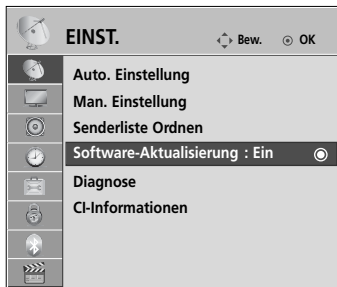 EINST. Bew. OK
Auto. Einstellung
Man. Einstellung
Senderliste Ordnen
Software-Aktualisierung : Ein
Diagnose
CI-Informationen